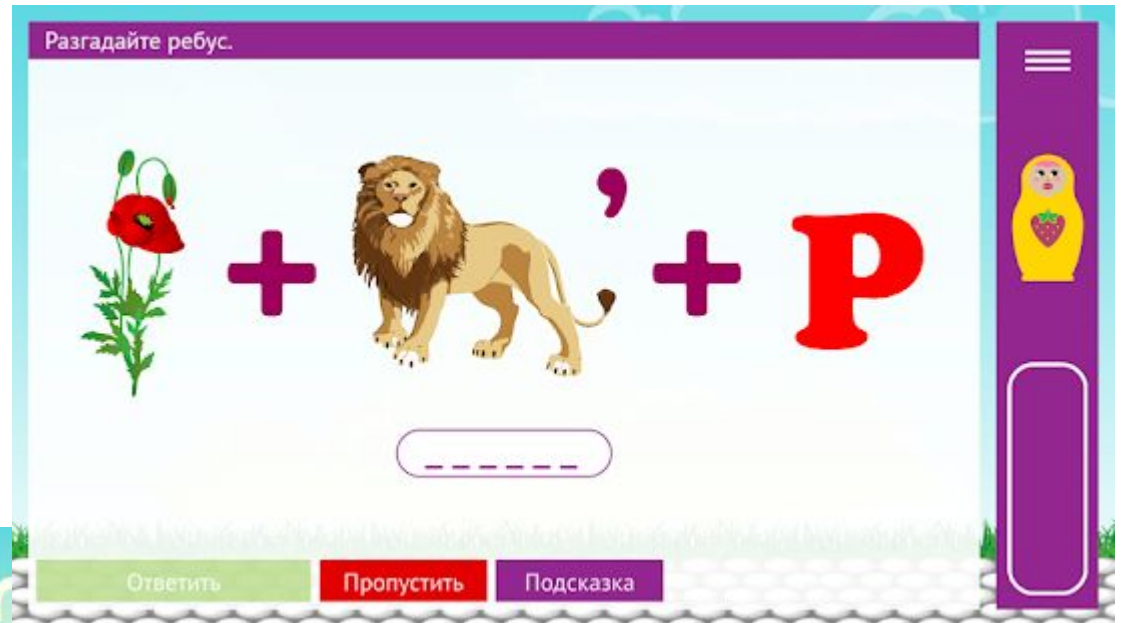 Разгадайте ребус.
+ , + Р
_ _ _ _ _ _
Ответить Пропустить Подсказка